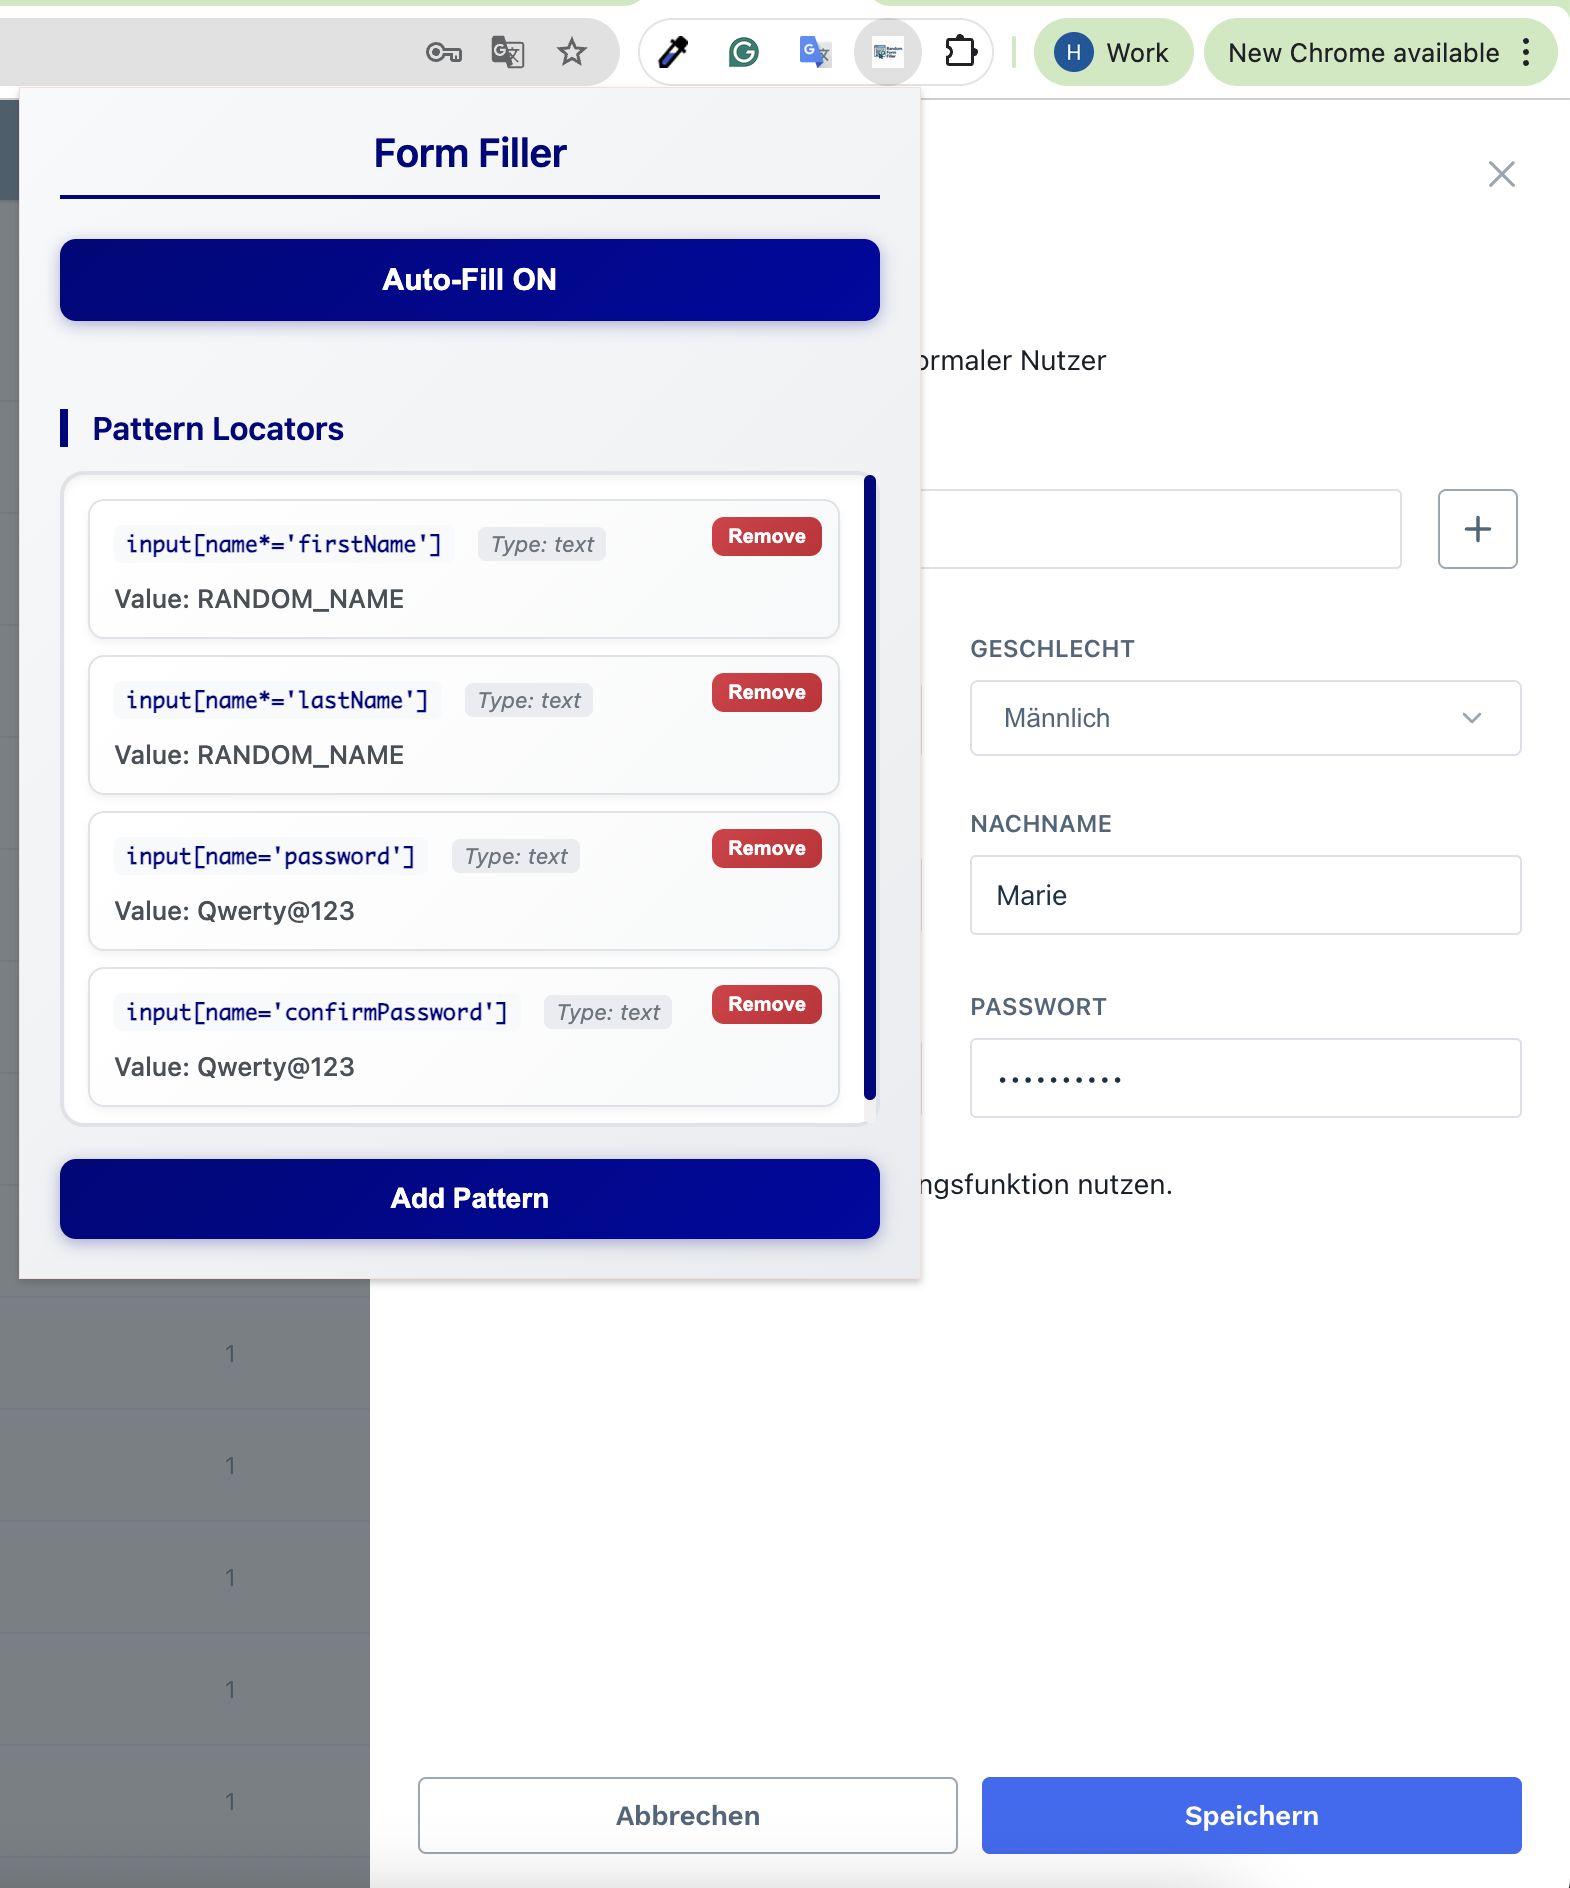 H Work
New Chrome available
Form Filler
Auto-Fill ON
Pattern Locators
input[name*='firstName'] Type: text Remove
Value: RANDOM_NAME
input[name*='lastName'] Type: text Remove
Value: RANDOM_NAME
input[name='password'] Type: text Remove
Value: Qwerty@123
input[name='confirmPassword'] Type: text Remove
Value: Qwerty@123
Add Pattern
ormaler Nutzer
GESCHLECHT
Männlich
NACHNAME
Marie
PASSWORT
••••••••••
ngsfunktion nutzen.
1
1
1
1
1
Abbrechen
Speichern